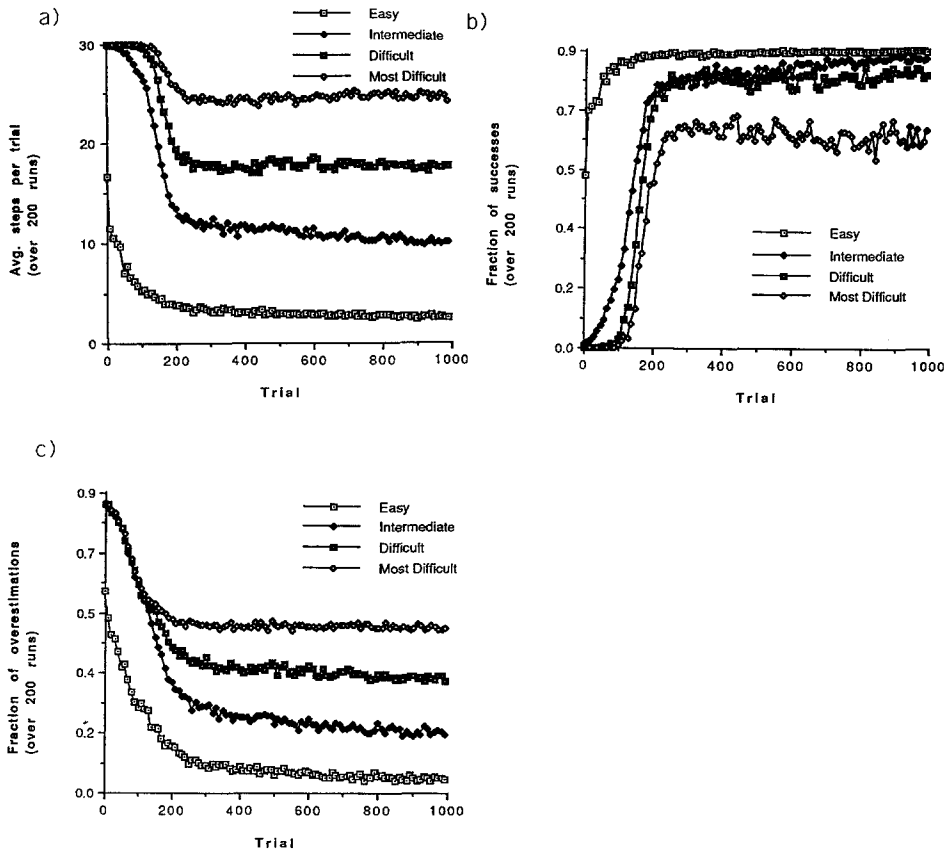 a)
Easy
Intermediate
Difficult
Most Difficult
30
20
10
0
Avg. steps per trial
(over 200 runs)
0 200 400 600 800 1000
Trial
b)
0.9
0.7
0.5
0.4
0.2
0.0
Fraction of successes
(over 200 runs)
Easy
Intermediate
Difficult
Most Difficult
0 200 400 600 800 1000
Trial
c)
Easy
Intermediate
Difficult
Most Difficult
0.9
0.7
0.5
0.4
0.2
0.0
Fraction of overestimations
(over 200 runs)
0 200 400 600 800 1000
Trial